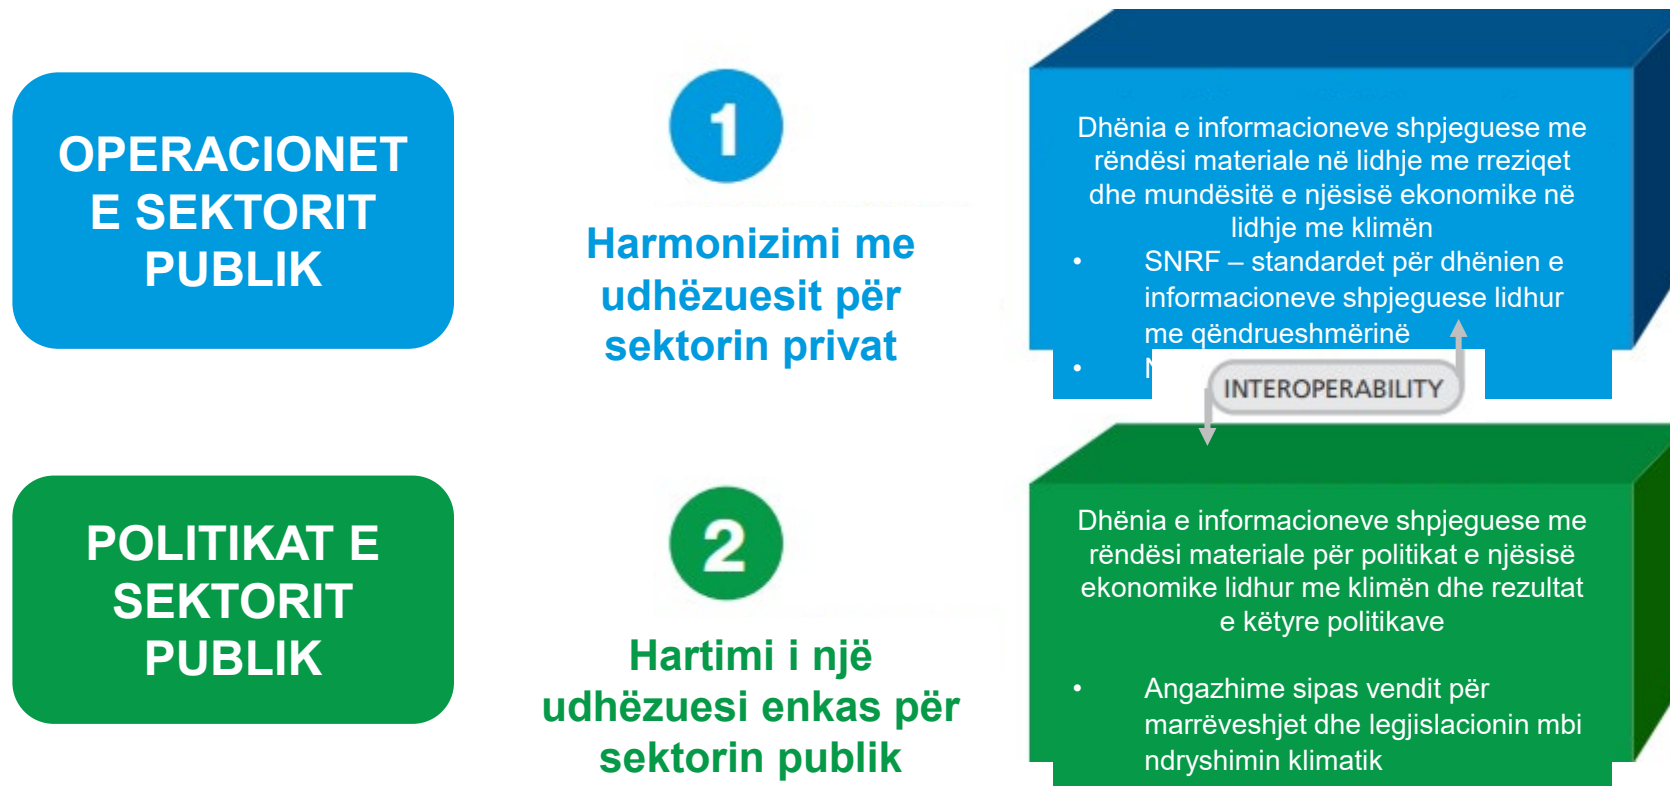 OPERACIONET
E SEKTORIT
PUBLIK
1
Harmonizimi me
udhëzuesit për
sektorin privat
Dhënia e informacioneve shpjeguese me
rëndësi materiale në lidhje me rreziqet
dhe mundësitë e njësisë ekonomike në
lidhje me klimën
• SNRF – standardet për dhënien e
informacioneve shpjeguese lidhur
me qëndrueshmërinë
•
INTEROPERABILITY
POLITIKAT E
SEKTORIT
PUBLIK
2
Hartimi i një
udhëzuesi enkas për
sektorin publik
Dhënia e informacioneve shpjeguese me
rëndësi materiale për politikat e njësisë
ekonomike lidhur me klimën dhe rezultat
e këtyre politikave
• Angazhime sipas vendit për
marrëveshjet dhe legjislacionin mbi
ndryshimin klimatik